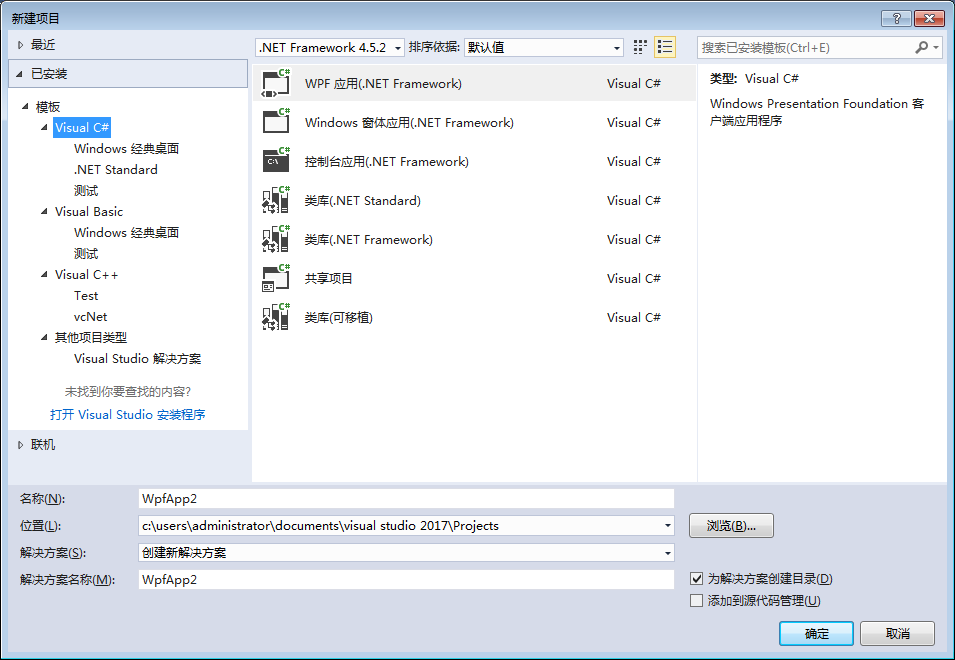 新建项目
最近
.NET Framework 4.5.2 排序依据: 默认值
搜索已安装模板(Ctrl+E)
已安装
模板
Visual C#
Windows 经典桌面
.NET Standard
测试
Visual Basic
Windows 经典桌面
测试
Visual C++
Test
vcNet
其他项目类型
Visual Studio 解决方案
未找到你要查找的内容?
打开 Visual Studio 安装程序
联机
WPF 应用(.NET Framework) Visual C#
Windows 窗体应用(.NET Framework) Visual C#
控制台应用(.NET Framework) Visual C#
类库(.NET Standard) Visual C#
类库(.NET Framework) Visual C#
共享项目 Visual C#
类库(可移植) Visual C#
类型: Visual C#
Windows Presentation Foundation 客
户端应用程序
名称(N): WpfApp2
位置(L): c:\users\administrator\documents\visual studio 2017\Projects 浏览(B)...
解决方案(S): 创建新解决方案
解决方案名称(M): WpfApp2
为解决方案创建目录(D)
添加到源代码管理(U)
确定 取消